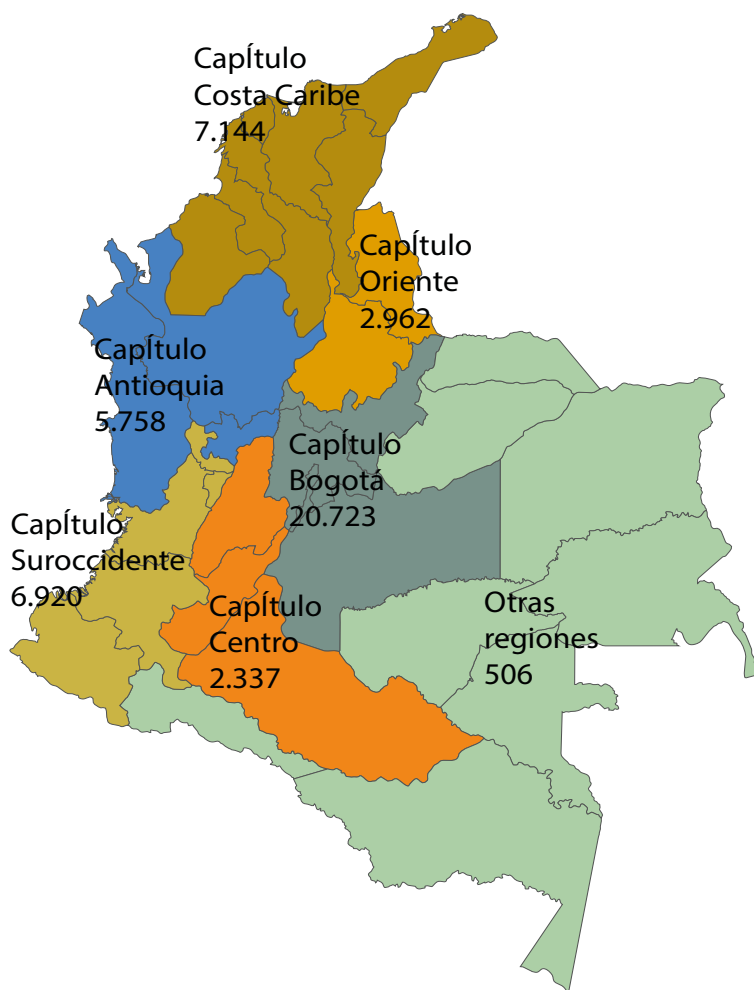 CapÍtulo
Costa Caribe
7.144
CapÍtulo
Oriente
2.962
CapÍtulo
Antioquia
5.758
CapÍtulo
Bogotá
20.723
CapÍtulo
Suroccidente
6.920
CapÍtulo
Centro
2.337
Otras
regiones
506